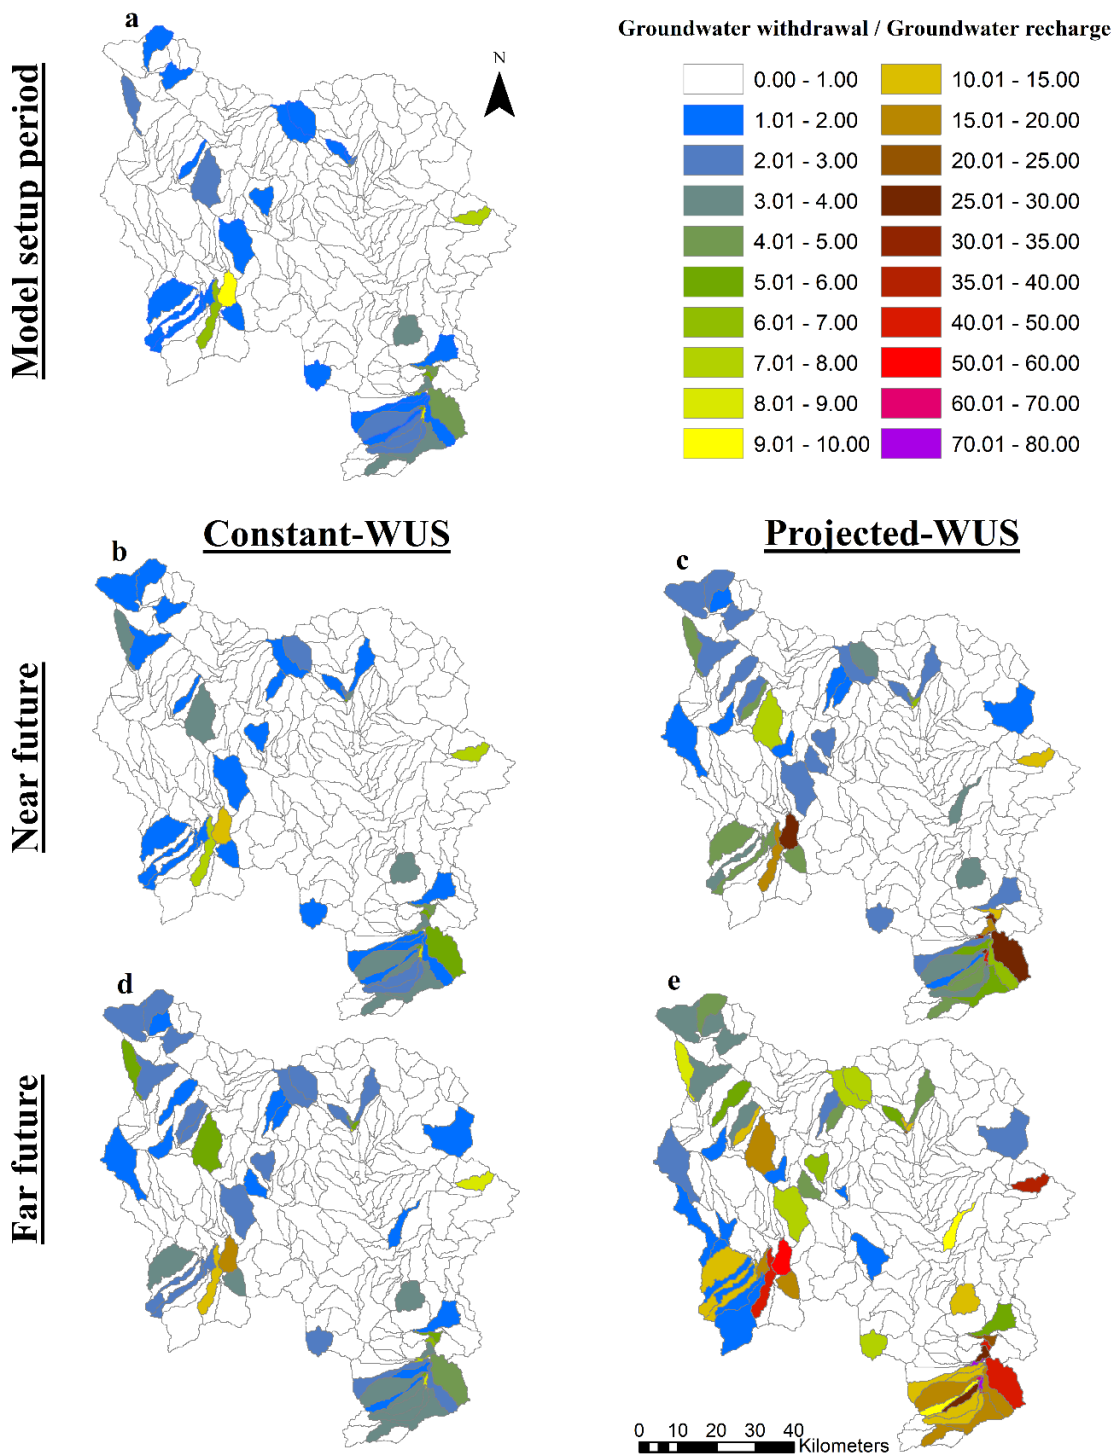 a
Groundwater withdrawal / Groundwater recharge
N
0.00 - 1.00
10.01 - 15.00
1.01 - 2.00
15.01 - 20.00
2.01 - 3.00
20.01 - 25.00
3.01 - 4.00
25.01 - 30.00
4.01 - 5.00
30.01 - 35.00
5.01 - 6.00
35.01 - 40.00
6.01 - 7.00
40.01 - 50.00
7.01 - 8.00
50.01 - 60.00
8.01 - 9.00
60.01 - 70.00
9.01 - 10.00
70.01 - 80.00
Model setup period
Constant-WUS
Projected-WUS
b
c
Near future
d
e
Far future
0 10 20 30 40
Kilometers